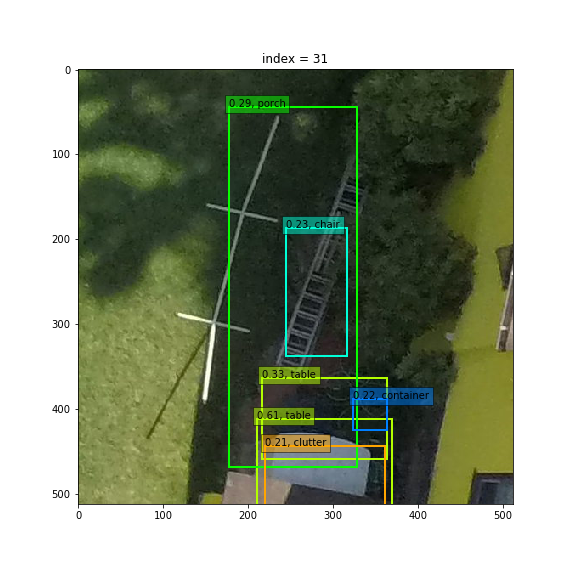 index = 31
0
100
200
300
400
500
0.29, porch
0.23, chair
0.33, table
0.22, container
0.61, table
0.21, clutter
0 100 200 300 400 500